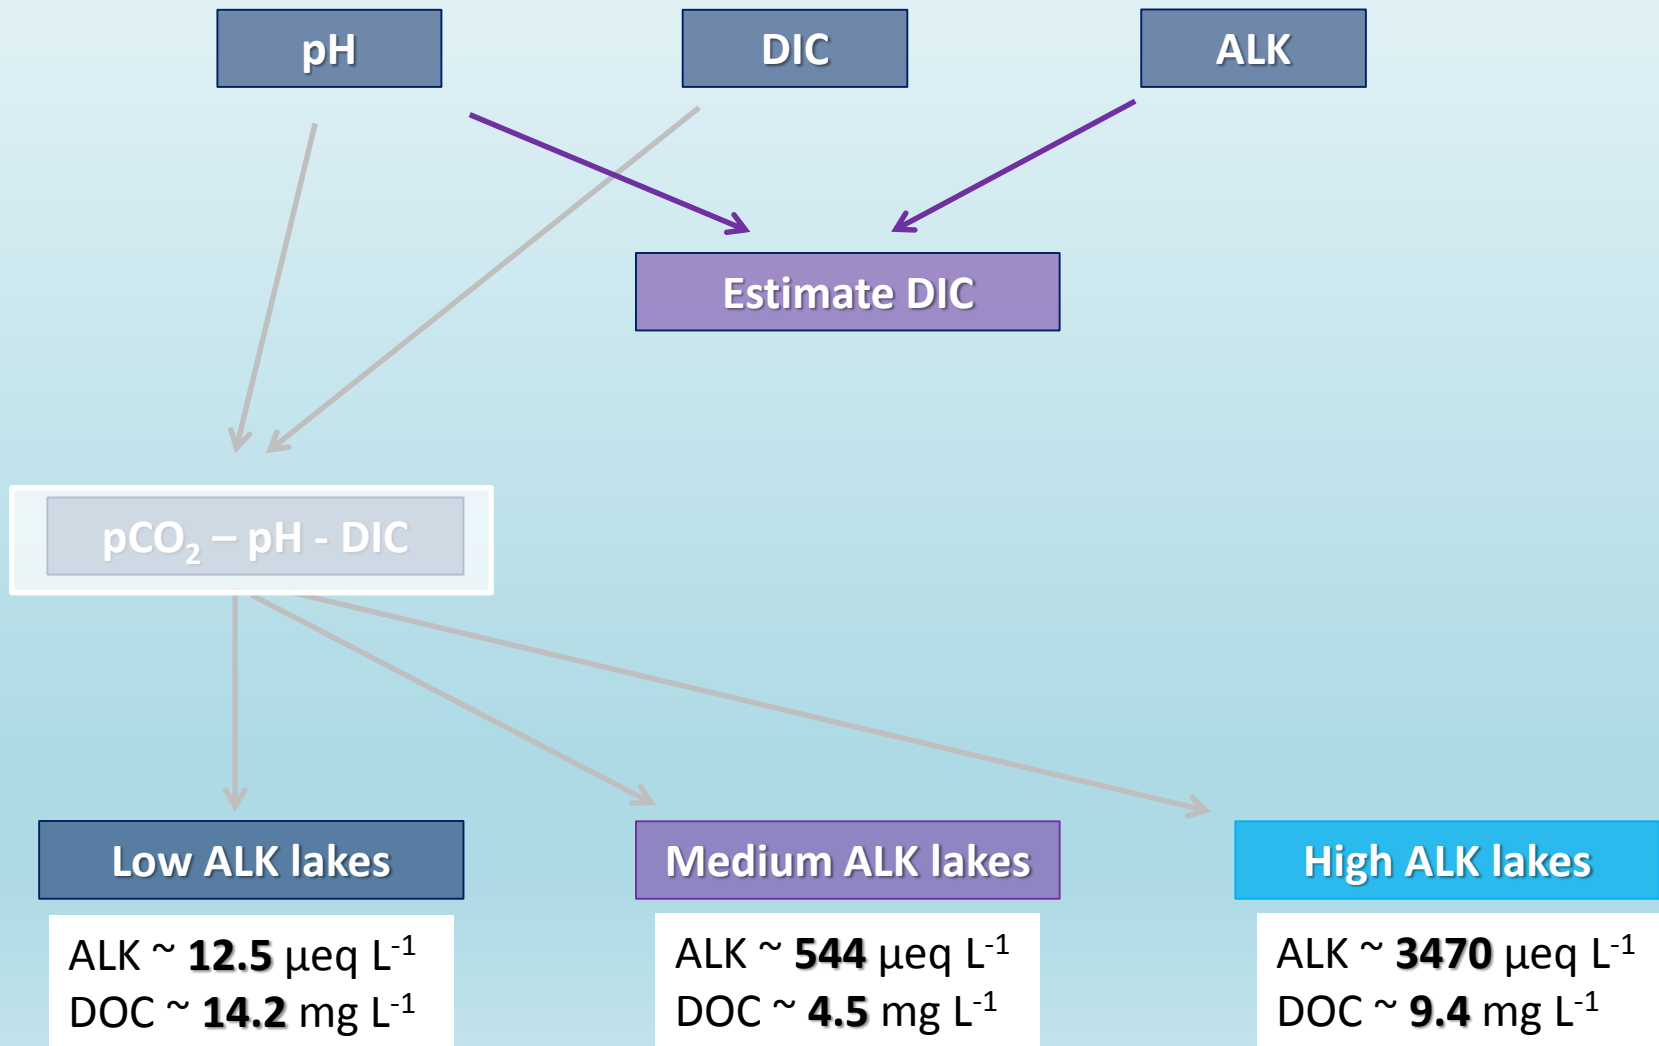 pH
DIC
ALK
Estimate DIC
pCO₂ – pH - DIC
Low ALK lakes
Medium ALK lakes
High ALK lakes
ALK ~ 12.5 µeq L⁻¹
DOC ~ 14.2 mg L⁻¹
ALK ~ 544 µeq L⁻¹
DOC ~ 4.5 mg L⁻¹
ALK ~ 3470 µeq L⁻¹
DOC ~ 9.4 mg L⁻¹